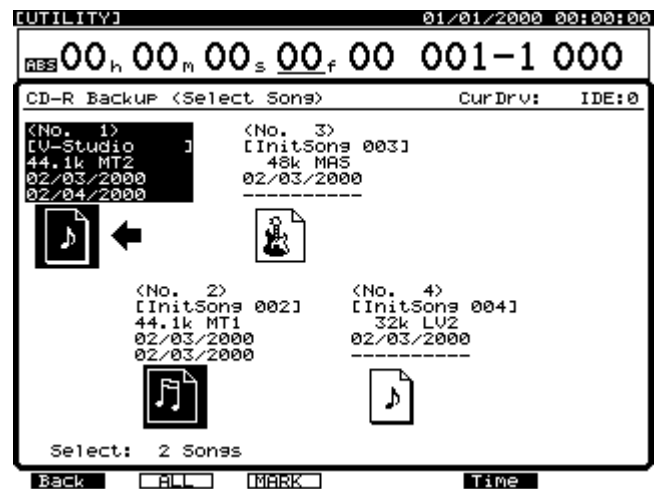 [UTILITY] 01/01/2000 00:00:00
ABS 00h 00m 00s 00f 00 001-1 000
CD-R Backup <Select Song> CurDrv: IDE:0
<No. 1>
[V-Studio ]
44.1k MT2
02/03/2000
02/04/2000
<No. 3>
[InitSong 003]
48k MAS
02/03/2000
-----------
<No. 2>
[InitSong 002]
44.1k MT1
02/03/2000
02/03/2000
<No. 4>
[InitSong 004]
32k LV2
02/03/2000
-----------
Select: 2 Songs
Back ALL MARK Time